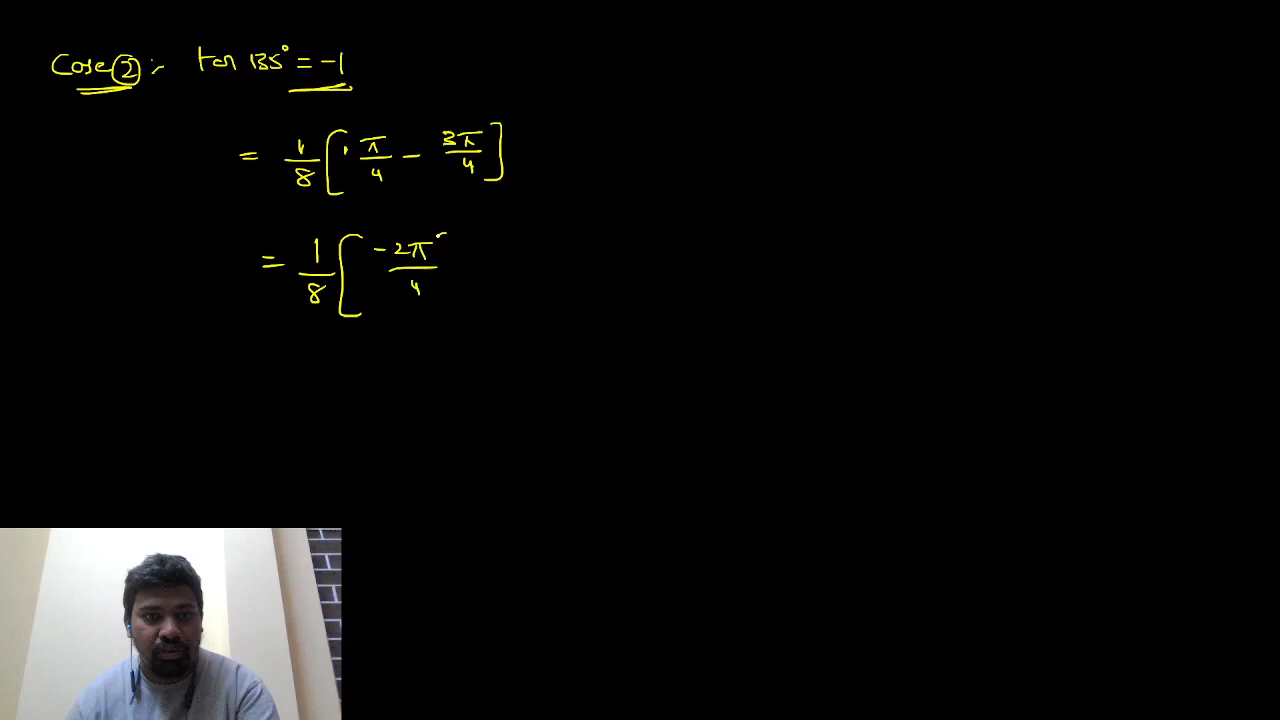 Case ② :- tan 135° = -1
= 1/8 [ π/4 - 3π/4 ]
= 1/8 [ -2π/4